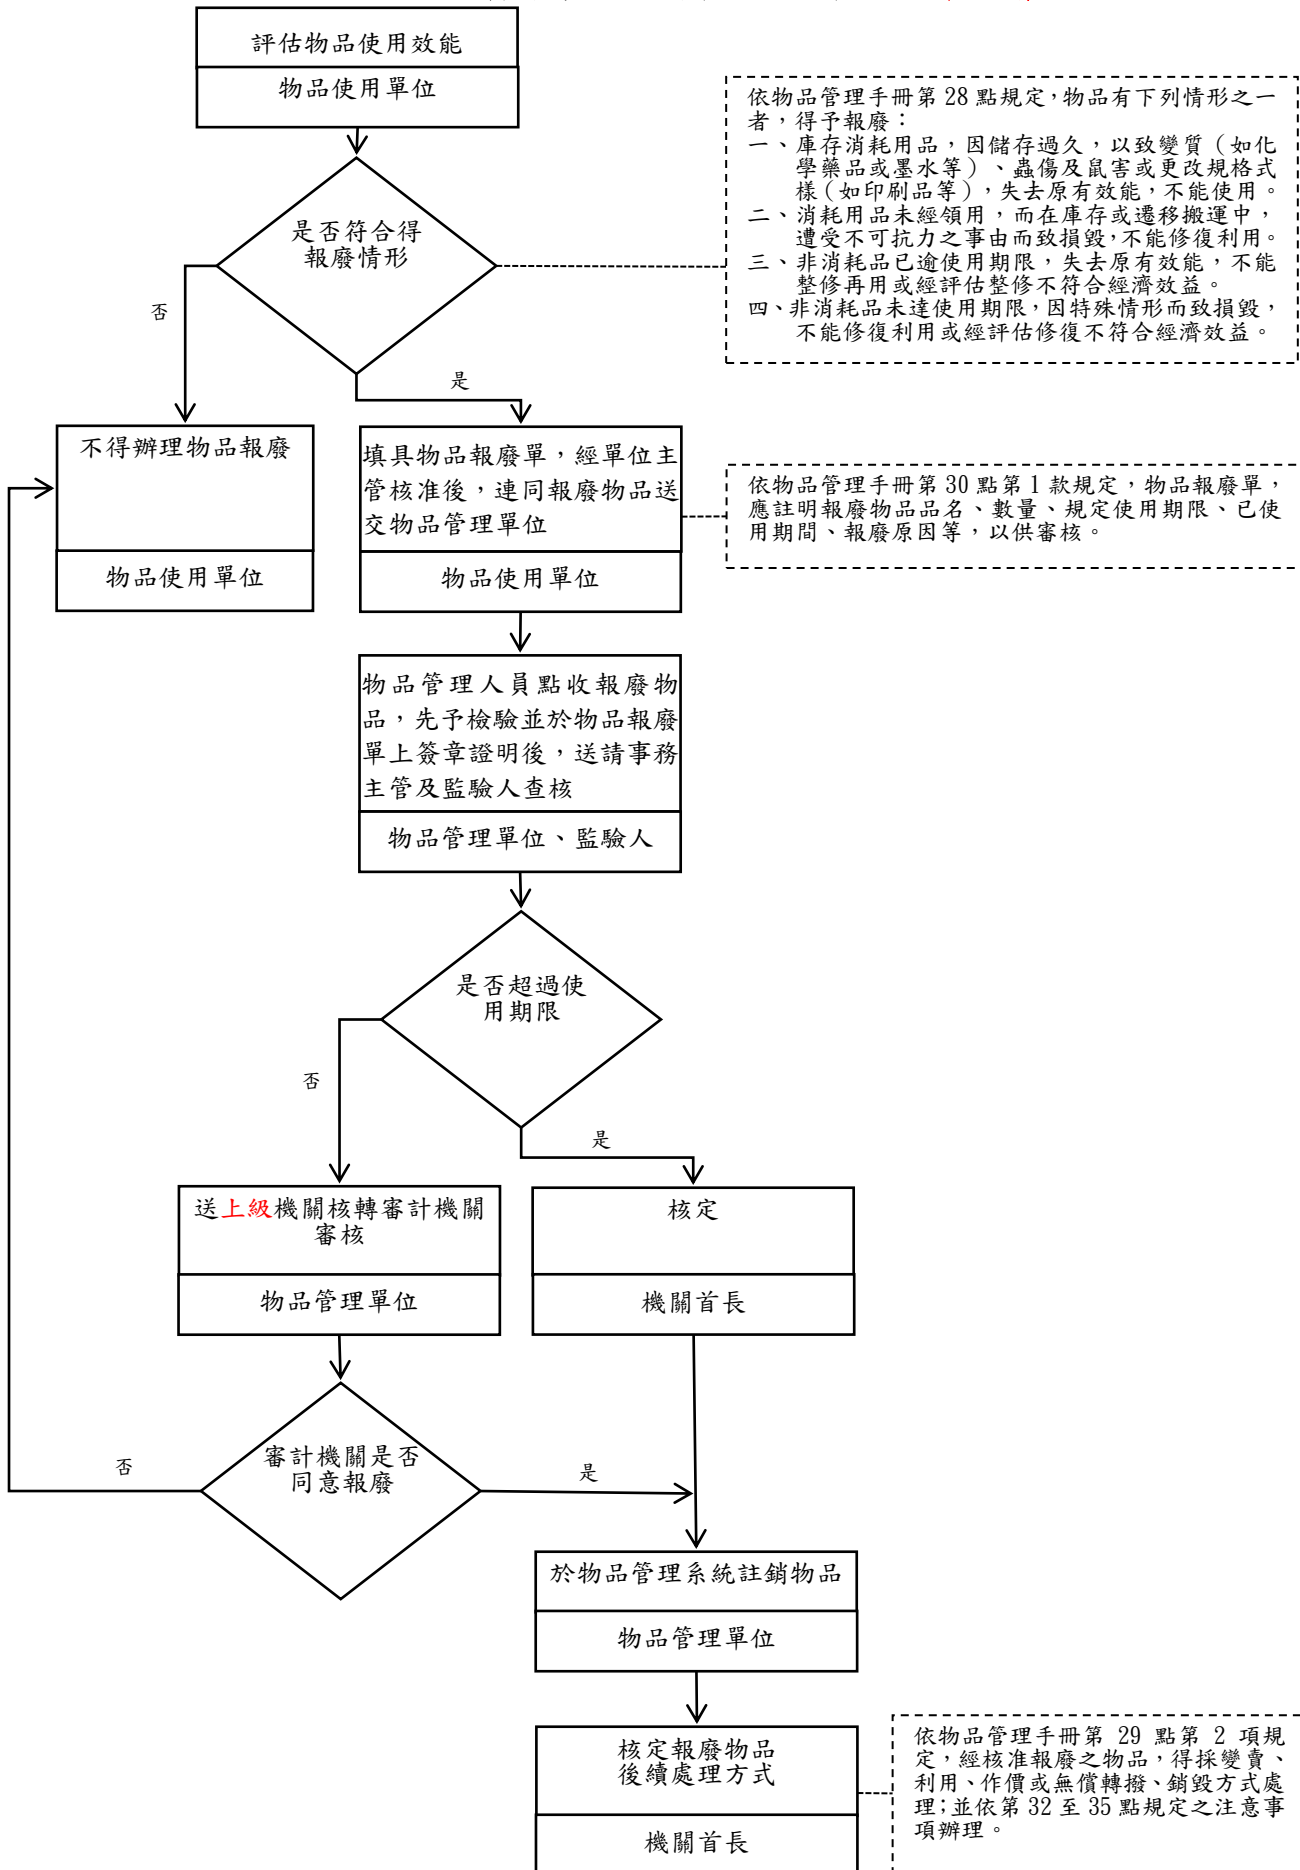 評估物品使用效能
物品使用單位
依物品管理手冊第 28 點規定，物品有下列情形之一
者，得予報廢：
一、庫存消耗用品，因儲存過久，以致變質（如化
學藥品或墨水等）、蟲傷及鼠害或更改規格式
樣（如印刷品等），失去原有效能，不能使用。
二、消耗用品未經領用，而在庫存或遷移搬運中，
遭受不可抗力之事由而致損毀，不能修復利用。
三、非消耗品已逾使用期限，失去原有效能，不能
整修再用或經評估整修不符合經濟效益。
四、非消耗品未達使用期限，因特殊情形而致損毀，
不能修復利用或經評估修復不符合經濟效益。
是否符合得
報廢情形
否
是
不得辦理物品報廢
物品使用單位
填具物品報廢單，經單位主
管核准後，連同報廢物品送
交物品管理單位
物品使用單位
依物品管理手冊第 30 點第 1 款規定，物品報廢單，
應註明報廢物品品名、數量、規定使用期限、已使
用期間、報廢原因等，以供審核。
物品管理人員點收報廢物
品，先予檢驗並於物品報廢
單上簽章證明後，送請事務
主管及監驗人查核
物品管理單位、監驗人
是否超過使
用期限
否
是
送上級機關核轉審計機關
審核
物品管理單位
核定
機關首長
審計機關是否
同意報廢
否
是
於物品管理系統註銷物品
物品管理單位
核定報廢物品
後續處理方式
機關首長
依物品管理手冊第 29 點第 2 項規
定，經核准報廢之物品，得採變賣、
利用、作價或無償轉撥、銷毀方式處
理；並依第 32 至 35 點規定之注意事
項辦理。